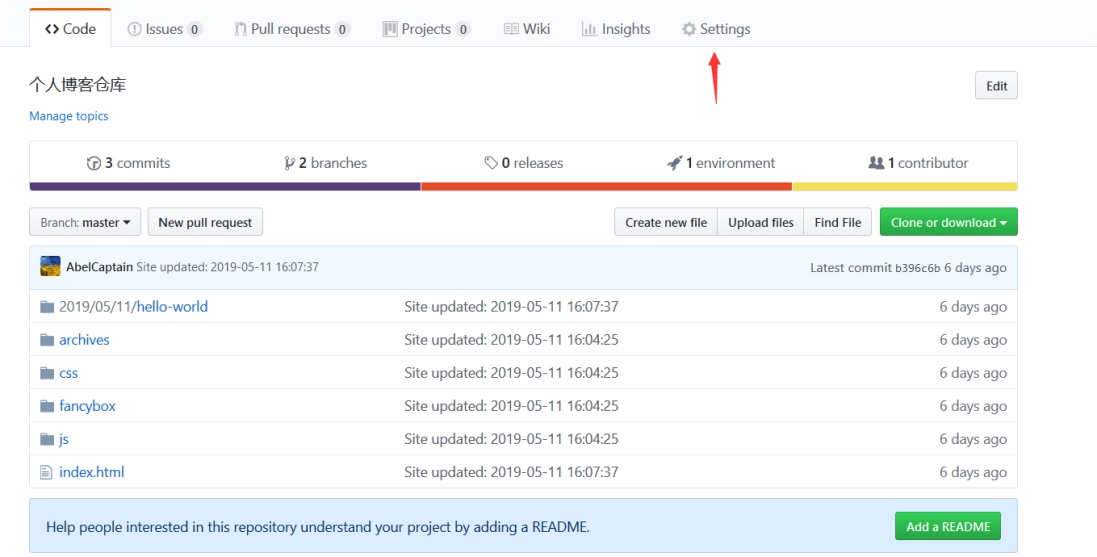 Code Issues 0 Pull requests 0 Projects 0 Wiki Insights Settings
个人博客仓库 Edit
Manage topics
3 commits 2 branches 0 releases 1 environment 1 contributor
Branch: master New pull request Create new file Upload files Find File Clone or download
AbelCaptain Site updated: 2019-05-11 16:07:37 Latest commit b396c6b 6 days ago
2019/05/11/hello-world Site updated: 2019-05-11 16:07:37 6 days ago
archives Site updated: 2019-05-11 16:04:25 6 days ago
css Site updated: 2019-05-11 16:04:25 6 days ago
fancybox Site updated: 2019-05-11 16:04:25 6 days ago
js Site updated: 2019-05-11 16:04:25 6 days ago
index.html Site updated: 2019-05-11 16:07:37 6 days ago
Help people interested in this repository understand your project by adding a README. Add a README